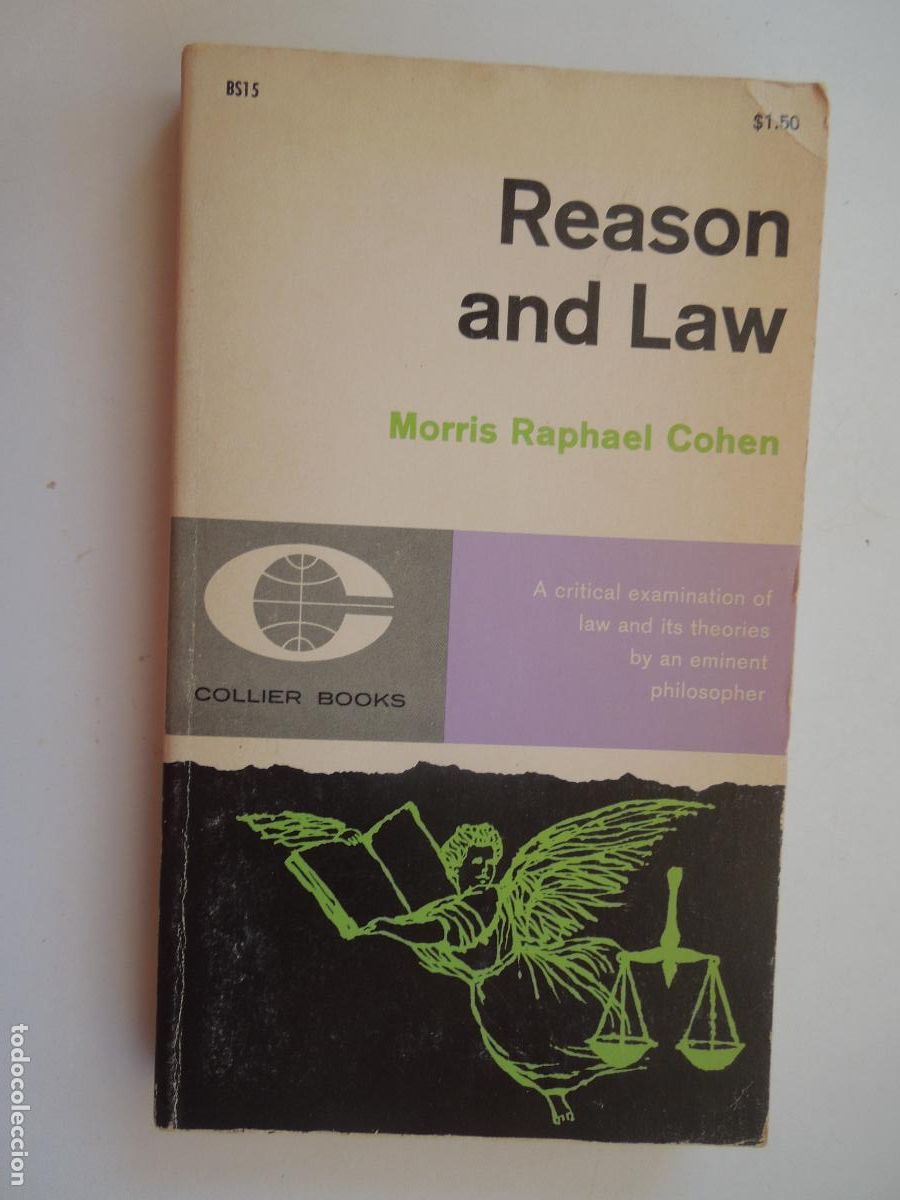 BS15
$1.50
Reason
and Law
Morris Raphael Cohen
A critical examination of
law and its theories
by an eminent
philosopher
COLLIER BOOKS
todocoleccion